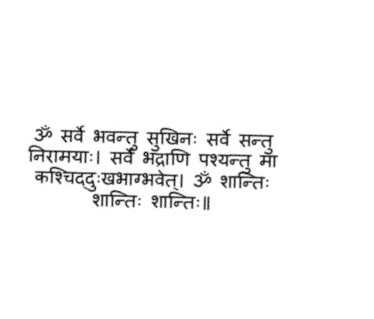 ॐ सर्वे भवन्तु सुखिनः सर्वे सन्तु
निरामयाः। सर्वे भद्राणि पश्यन्तु मा
कश्चिद्दुःखभाग्भवेत्। ॐ शान्तिः
शान्तिः शान्तिः॥